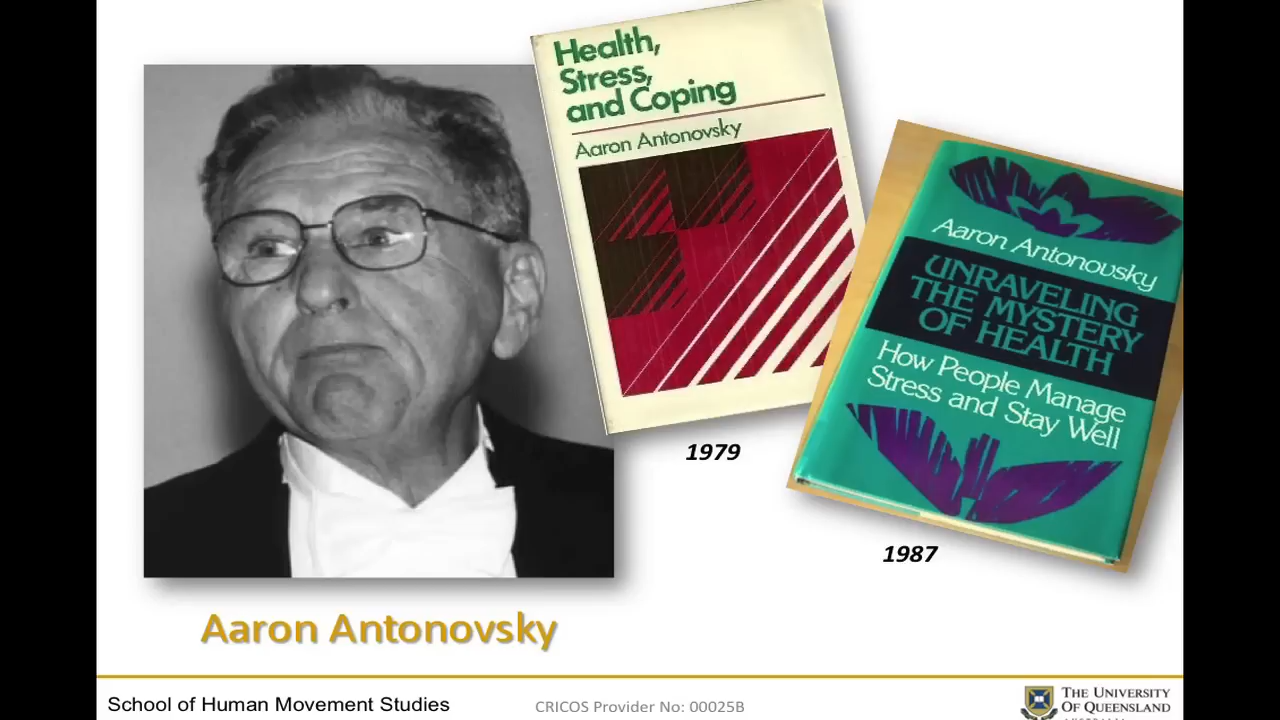 Health,
Stress,
and Coping
Aaron Antonovsky
Aaron Antonovsky
UNRAVELING
THE MYSTERY
OF HEALTH
How People Manage
Stress and Stay Well
1979
1987
Aaron Antonovsky
School of Human Movement Studies
CRICOS Provider No: 00025B
THE UNIVERSITY
OF QUEENSLAND